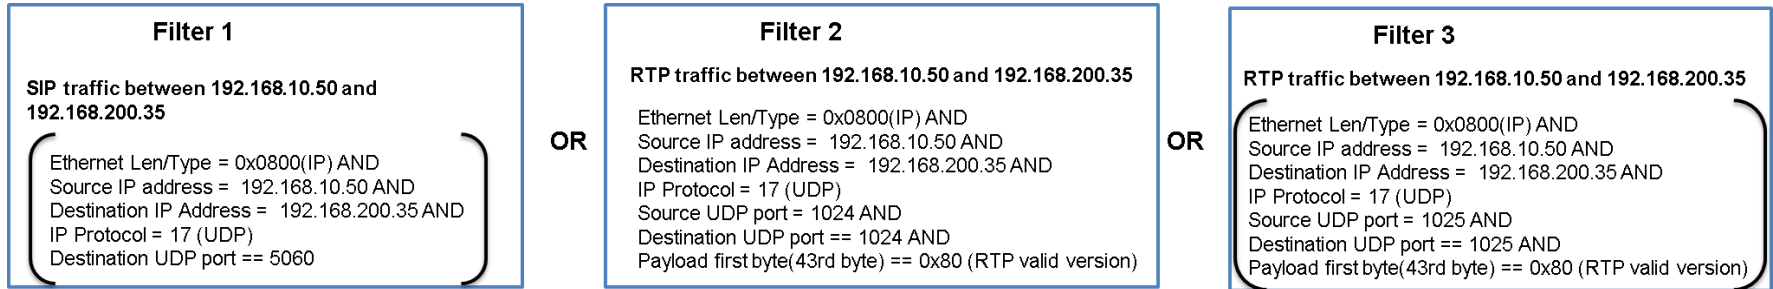 Filter 1
SIP traffic between 192.168.10.50 and
192.168.200.35
Ethernet Len/Type = 0x0800(IP) AND
Source IP address = 192.168.10.50 AND
Destination IP Address = 192.168.200.35 AND
IP Protocol = 17 (UDP)
Destination UDP port == 5060
OR
Filter 2
RTP traffic between 192.168.10.50 and 192.168.200.35
Ethernet Len/Type = 0x0800(IP) AND
Source IP address = 192.168.10.50 AND
Destination IP Address = 192.168.200.35 AND
IP Protocol = 17 (UDP)
Source UDP port = 1024 AND
Destination UDP port == 1024 AND
Payload first byte(43rd byte) == 0x80 (RTP valid version)
OR
Filter 3
RTP traffic between 192.168.10.50 and 192.168.200.35
Ethernet Len/Type = 0x0800(IP) AND
Source IP address = 192.168.10.50 AND
Destination IP Address = 192.168.200.35 AND
IP Protocol = 17 (UDP)
Source UDP port = 1025 AND
Destination UDP port == 1025 AND
Payload first byte(43rd byte) == 0x80 (RTP valid version)